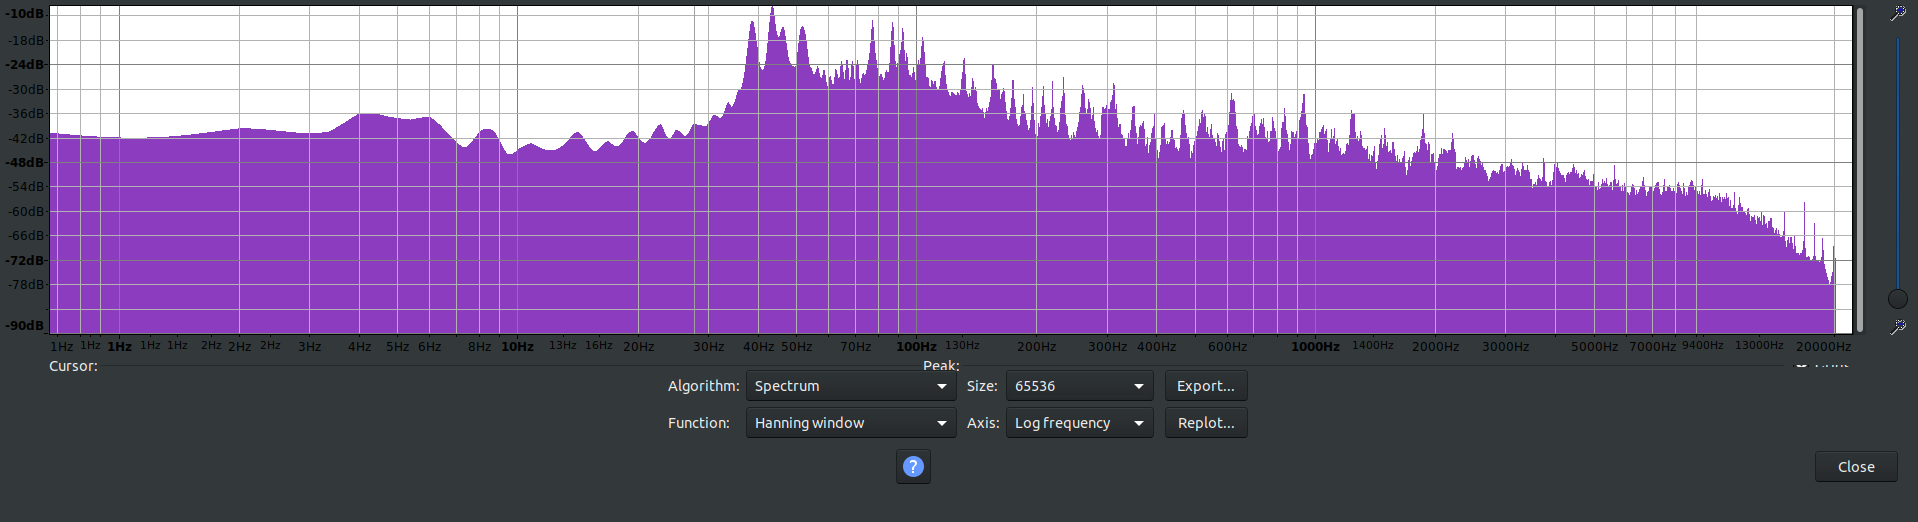 -10dB
-18dB
-24dB
-30dB
-36dB
-42dB
-48dB
-54dB
-60dB
-66dB
-72dB
-78dB
-90dB
1Hz 1Hz 1Hz 1Hz 1Hz 2Hz 2Hz 2Hz 3Hz 4Hz 5Hz 6Hz 8Hz 10Hz 13Hz 16Hz 20Hz 30Hz 40Hz 50Hz 70Hz 100Hz 130Hz 200Hz 300Hz 400Hz 600Hz 1000Hz 1400Hz 2000Hz 3000Hz 5000Hz 7000Hz 9400Hz 13000Hz 20000Hz
Cursor: Peak:
Algorithm: Spectrum Size: 65536 Export...
Function: Hanning window Axis: Log frequency Replot...
?
Close